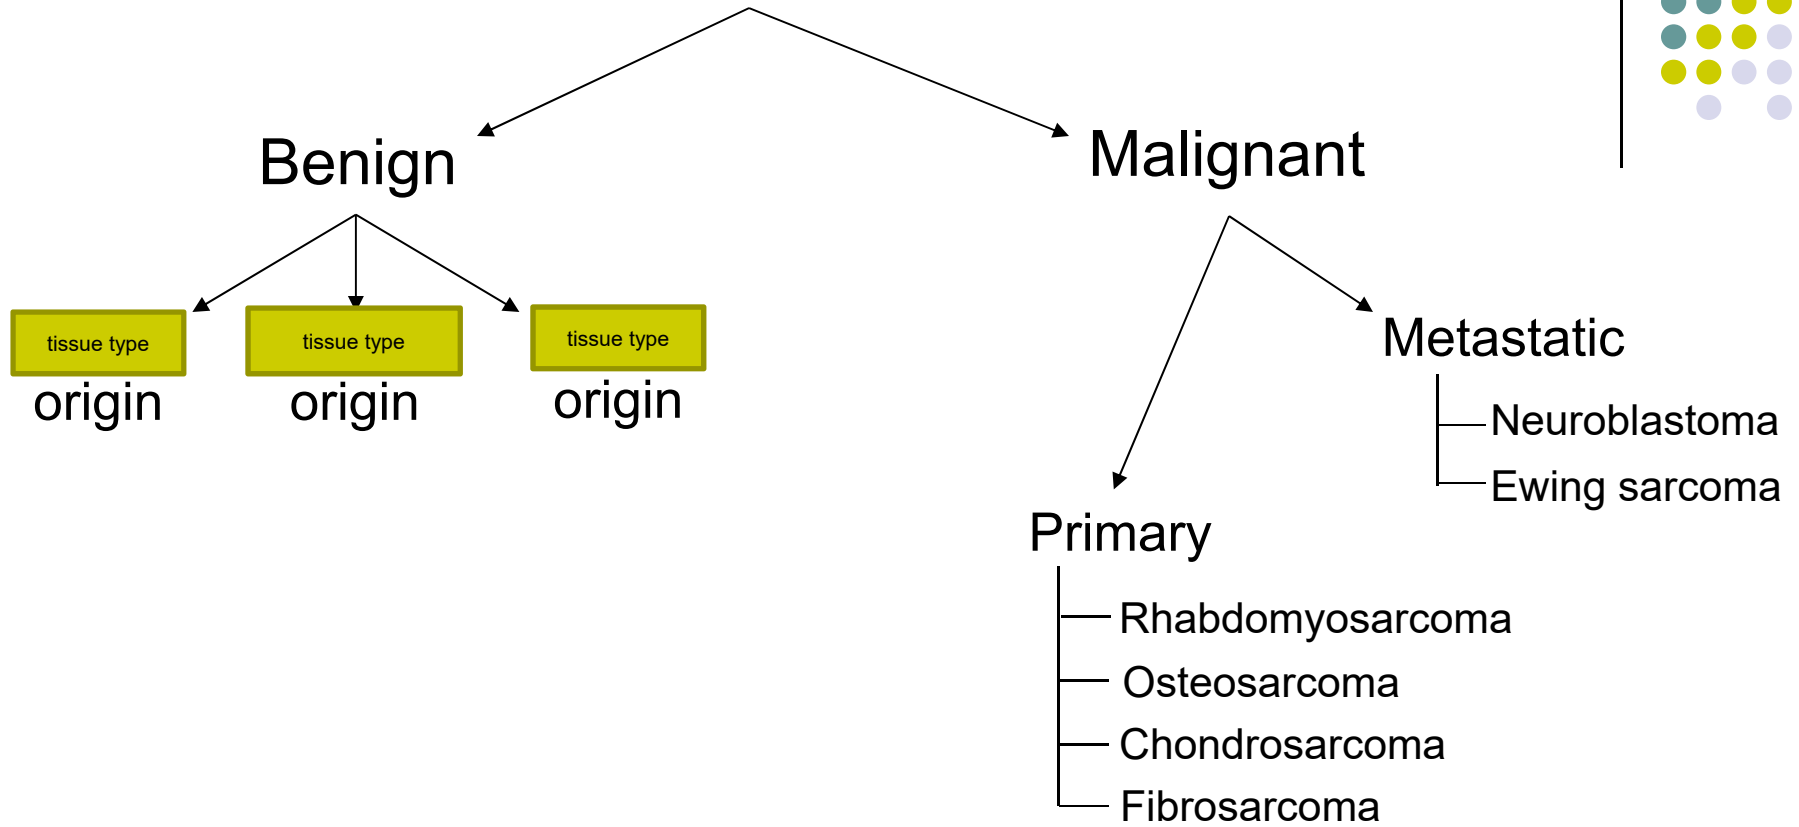 Benign
Malignant
tissue type
origin
tissue type
origin
tissue type
origin
Metastatic
Neuroblastoma
Ewing sarcoma
Primary
Rhabdomyosarcoma
Osteosarcoma
Chondrosarcoma
Fibrosarcoma